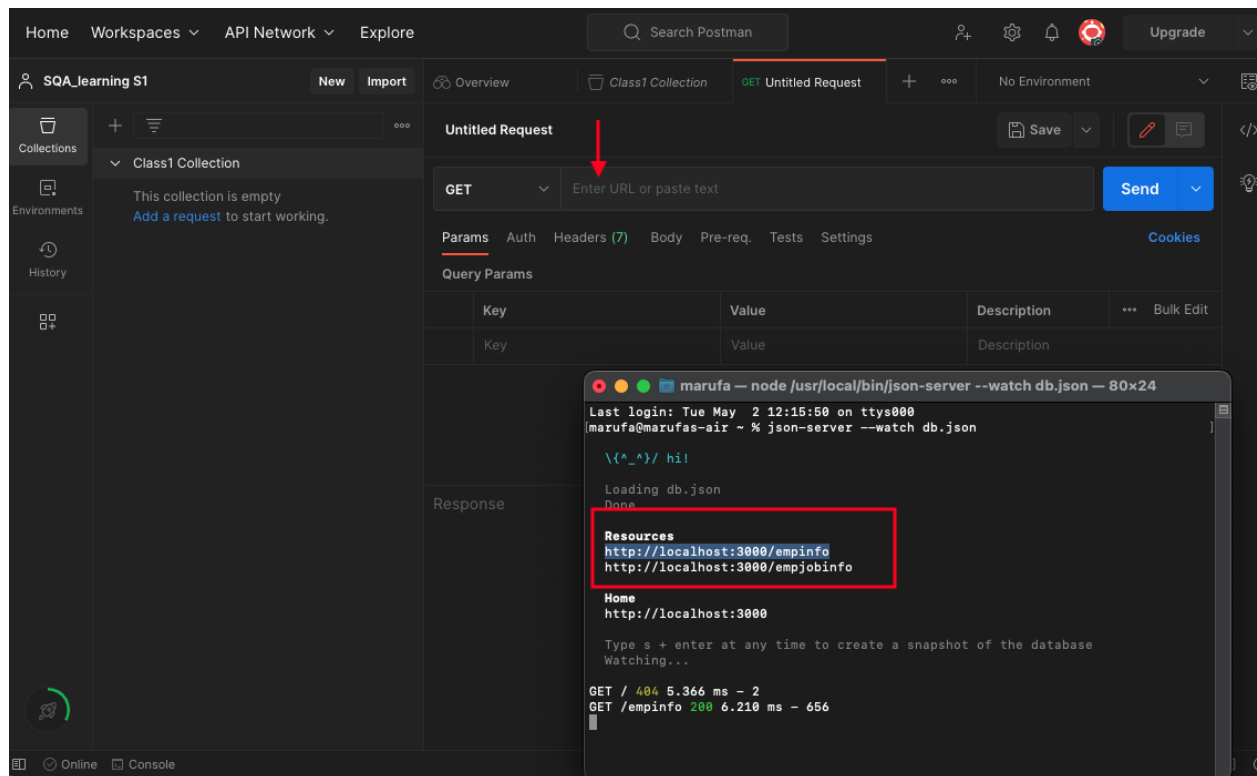 Home Workspaces API Network Explore Search Postman Upgrade
SQA_learning S1 New Import Overview Class1 Collection GET Untitled Request No Environment
Collections
Environments
History
Class1 Collection
This collection is empty
Add a request to start working.
Untitled Request Save
GET Enter URL or paste text Send
Params Auth Headers (7) Body Pre-req. Tests Settings Cookies
Query Params
Key Value Description Bulk Edit
Key Value Description
Response
marufa — node /usr/local/bin/json-server --watch db.json — 80×24
Last login: Tue May 2 12:15:50 on ttys000
[marufa@marufas-air ~ % json-server --watch db.json ]
\{^_^}/ hi!
Loading db.json
Done
Resources
http://localhost:3000/empinfo
http://localhost:3000/empjobinfo
Home
http://localhost:3000
Type s + enter at any time to create a snapshot of the database
Watching...
GET / 404 5.366 ms – 2
GET /empinfo 200 6.210 ms – 656
Online Console